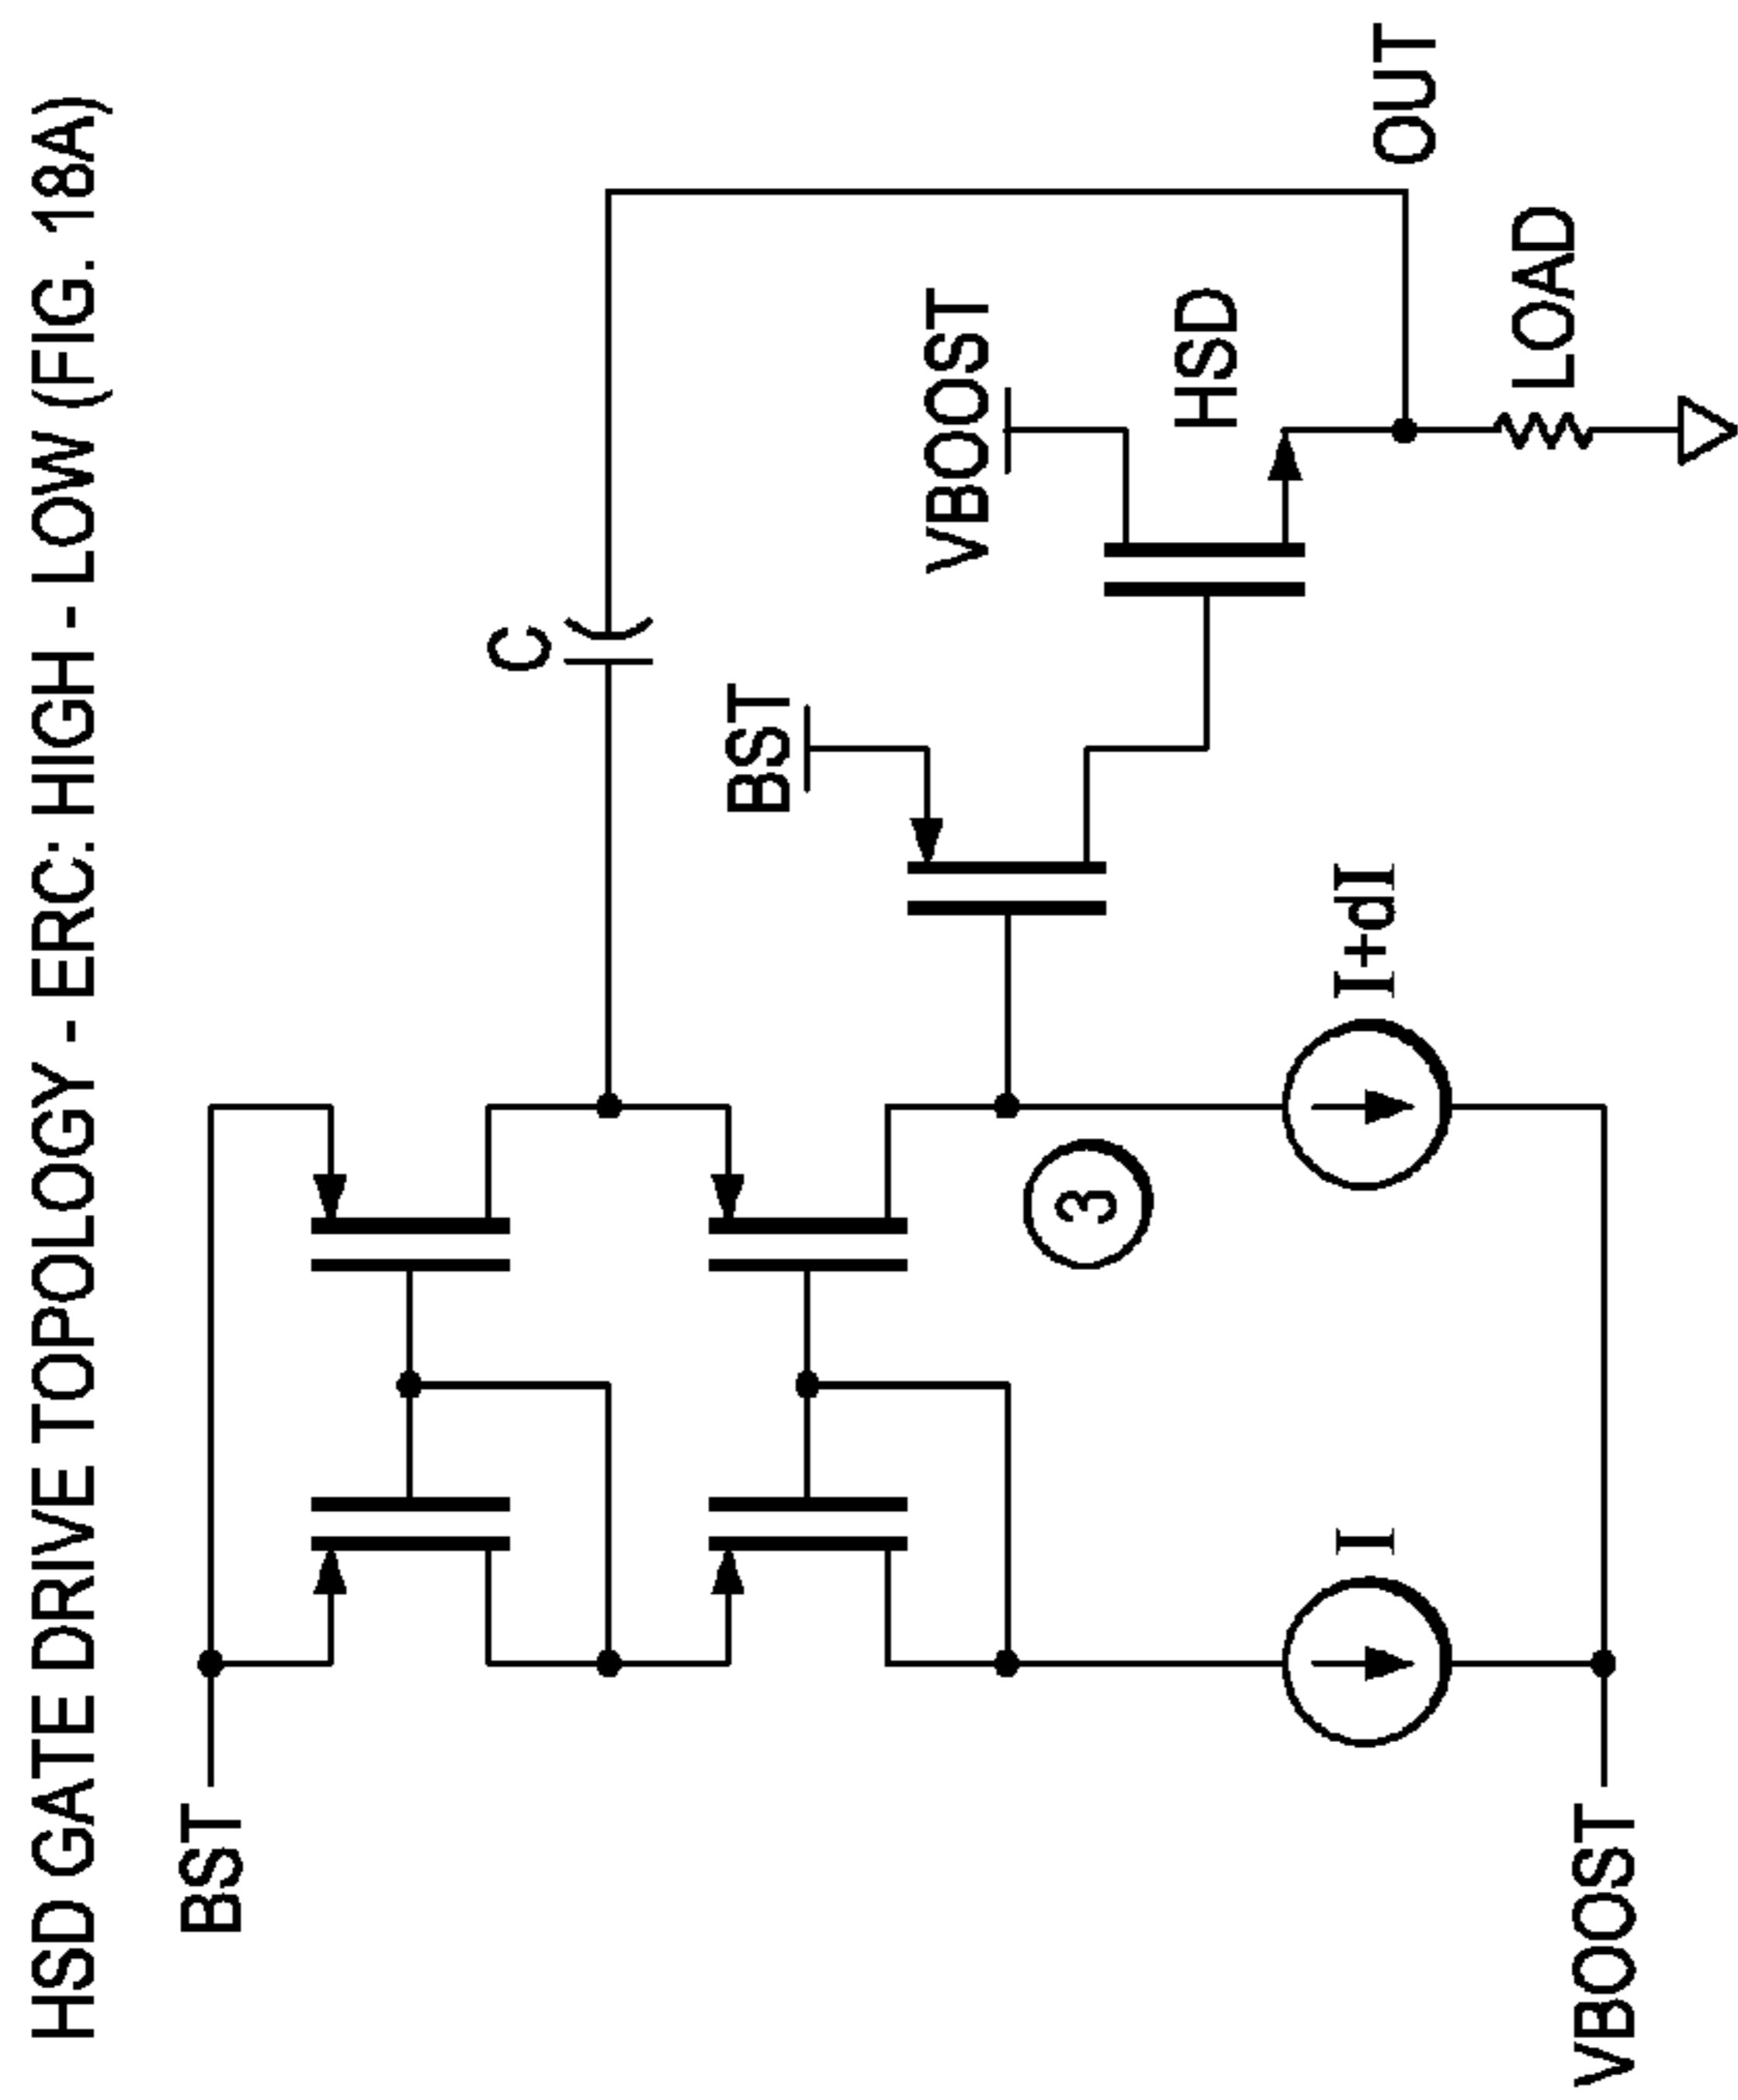 HSD GATE DRIVE TOPOLOGY - ERC: HIGH - LOW (FIG. 18A)
BST
C
BST
VBOOST
HSD
3
OUT
LOAD
I
I+dI
VBOOST